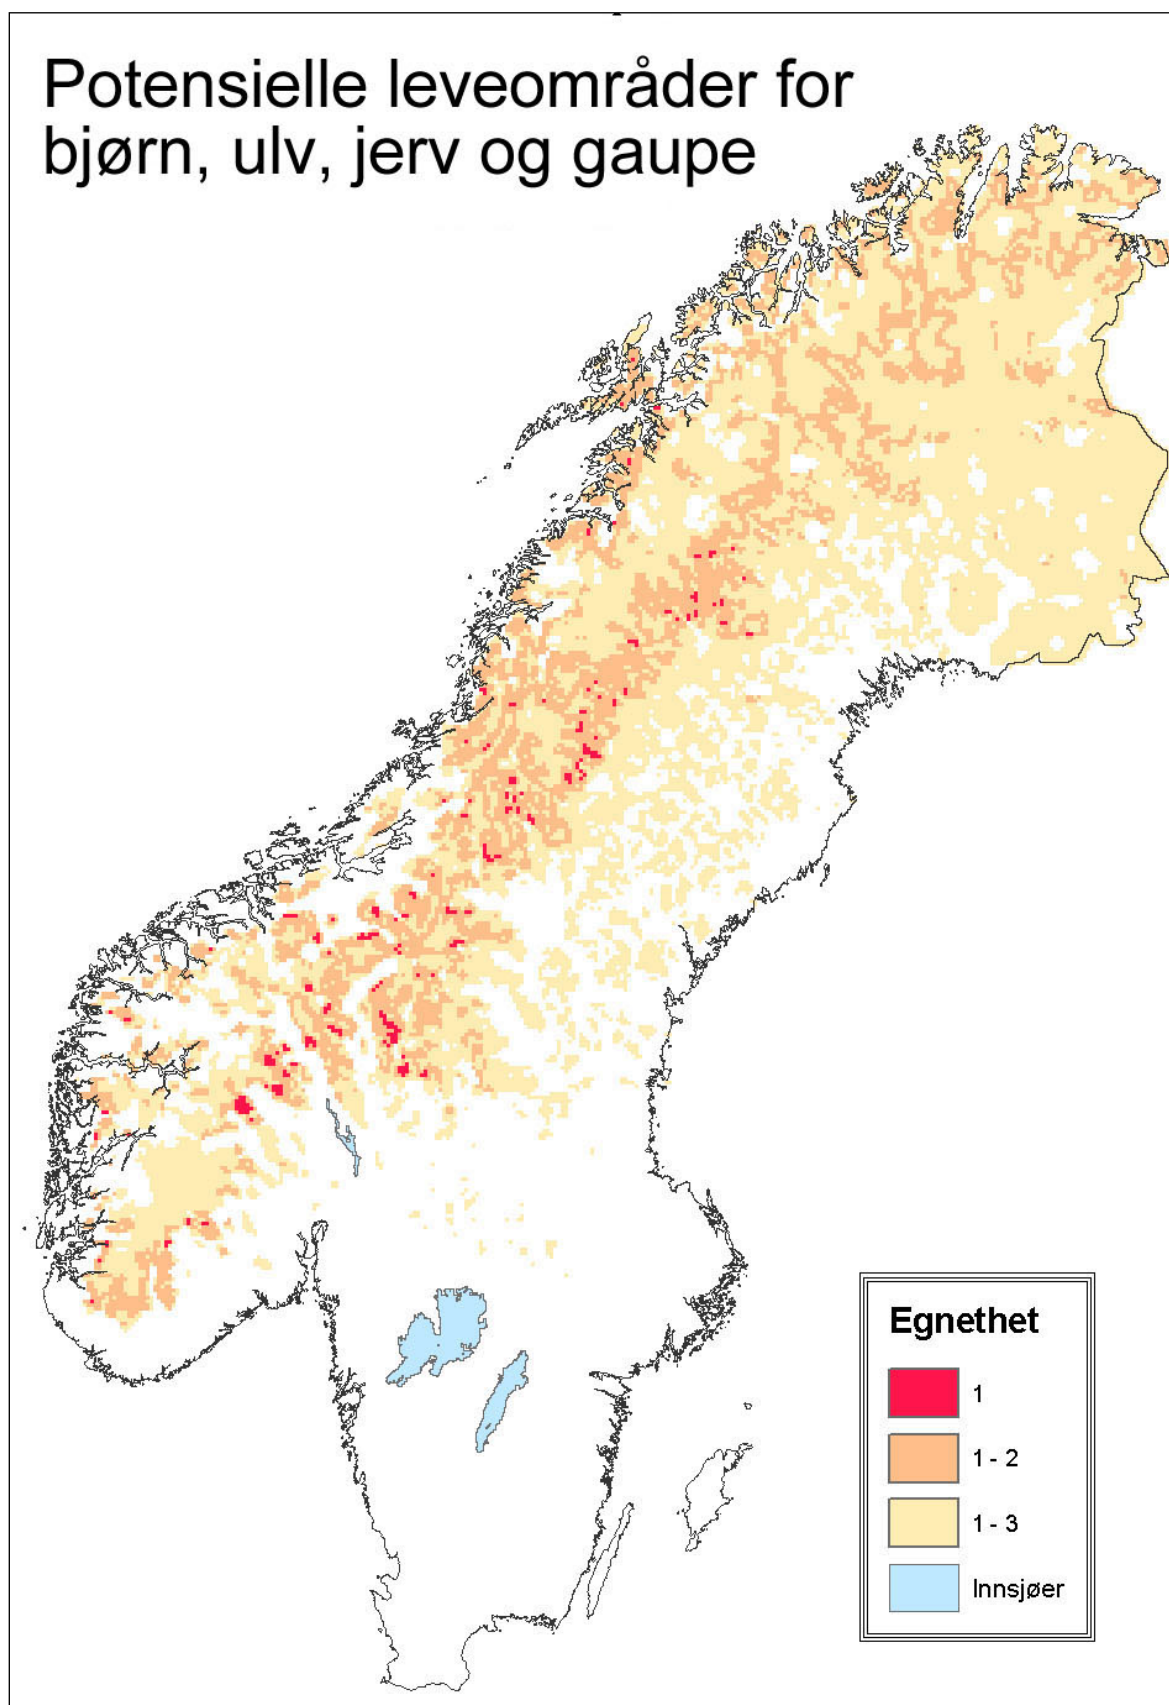 Potensielle leveområder for
bjørn, ulv, jerv og gaupe
Egnethet
1
1 - 2
1 - 3
Innsjøer